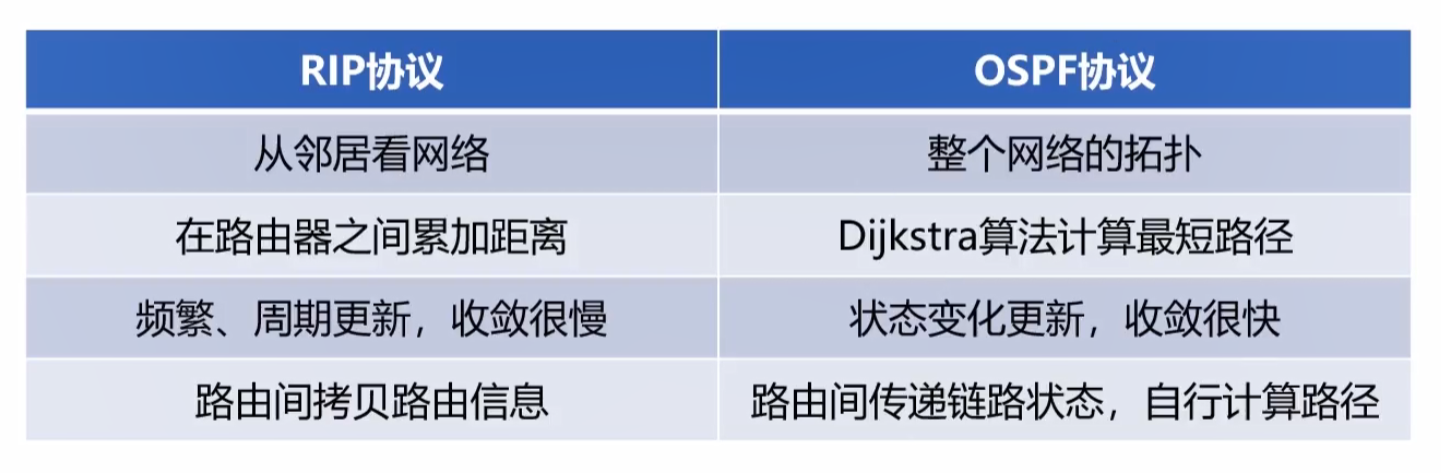 RIP协议
OSPF协议
从邻居看网络
整个网络的拓扑
在路由器之间累加距离
Dijkstra算法计算最短路径
频繁、周期更新，收敛很慢
状态变化更新，收敛很快
路由间拷贝路由信息
路由间传递链路状态，自行计算路径